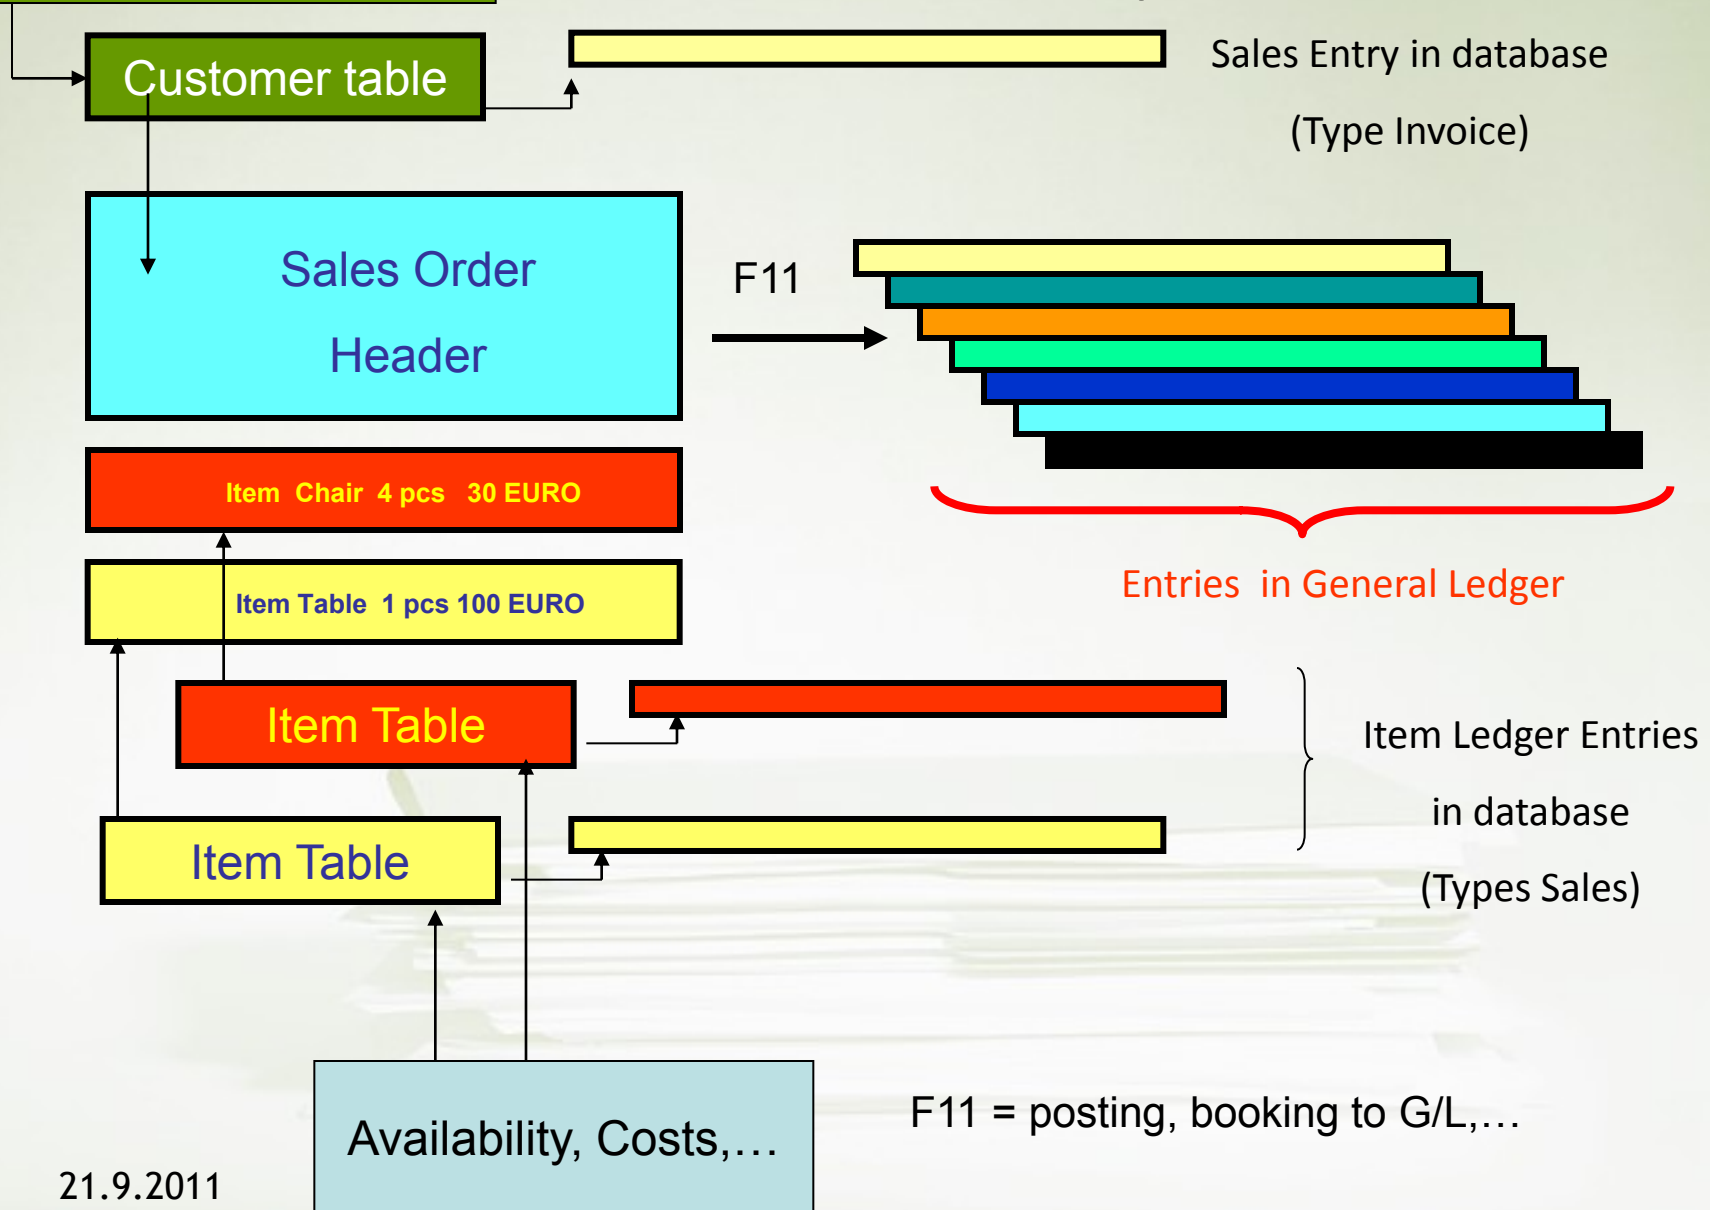 Customer table
Sales Entry in database
(Type Invoice)
Sales Order
Header
F11
Item Chair 4 pcs 30 EURO
Item Table 1 pcs 100 EURO
Entries in General Ledger
Item Table
Item Table
Item Ledger Entries
in database
(Types Sales)
Availability, Costs,…
F11 = posting, booking to G/L,…
21.9.2011